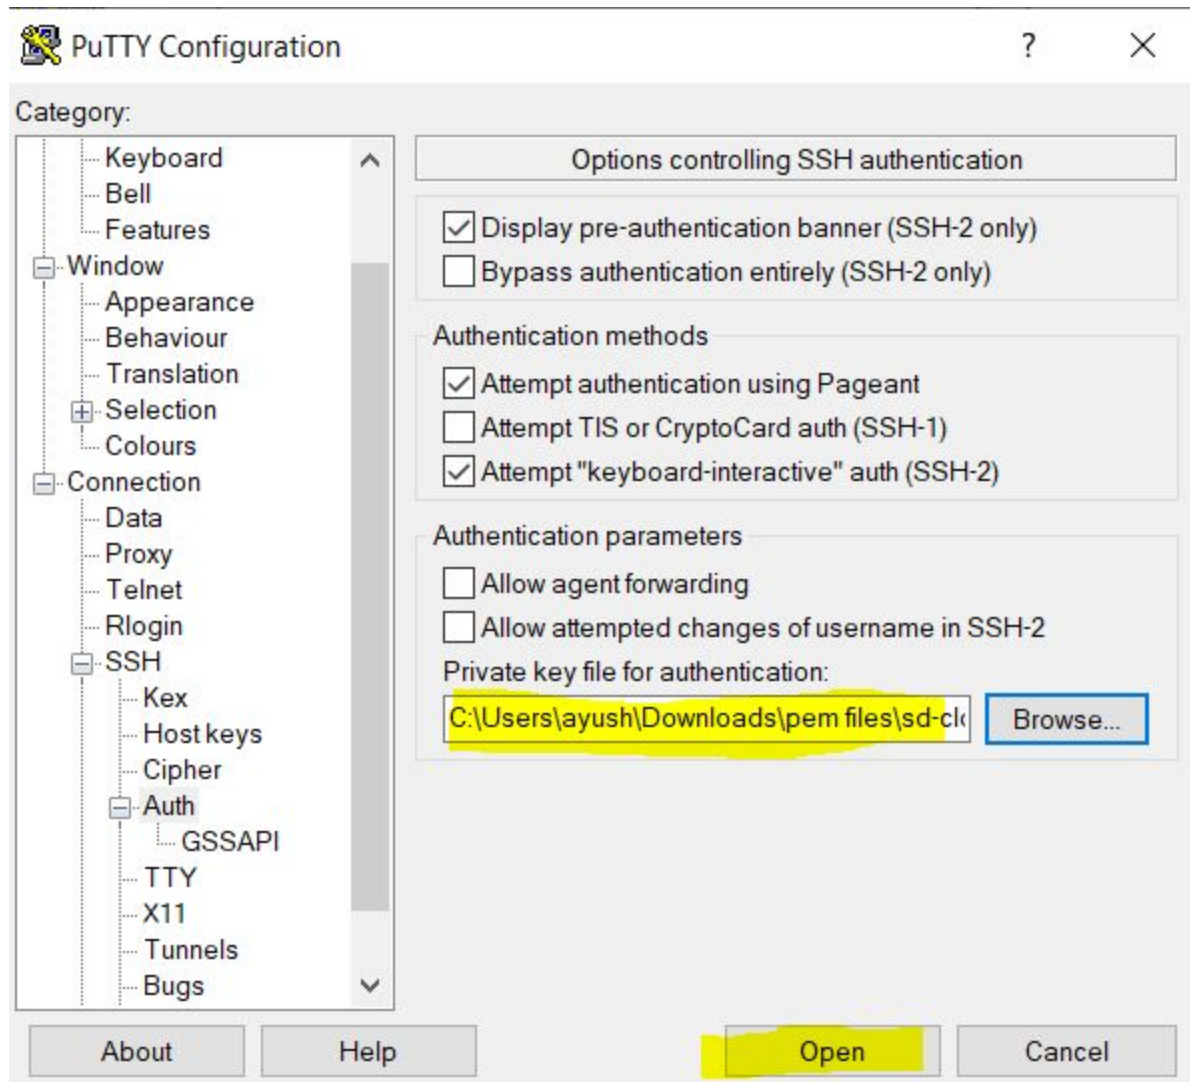 PuTTY Configuration
?
Category:
Keyboard
Bell
Features
Window
Appearance
Behaviour
Translation
Selection
Colours
Connection
Data
Proxy
Telnet
Rlogin
SSH
Kex
Host keys
Cipher
Auth
GSSAPI
TTY
X11
Tunnels
Bugs
Options controlling SSH authentication
Display pre-authentication banner (SSH-2 only)
Bypass authentication entirely (SSH-2 only)
Authentication methods
Attempt authentication using Pageant
Attempt TIS or CryptoCard auth (SSH-1)
Attempt "keyboard-interactive" auth (SSH-2)
Authentication parameters
Allow agent forwarding
Allow attempted changes of username in SSH-2
Private key file for authentication:
C:\Users\ayush\Downloads\pem files\sd-clo
Browse...
About
Help
Open
Cancel